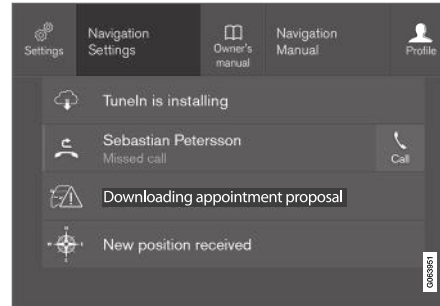 Settings
Navigation
Settings
Owner's
manual
Navigation
Manual
Profile
TuneIn is installing
Sebastian Petersson
Missed call
Call
Downloading appointment proposal
New position received
G063951